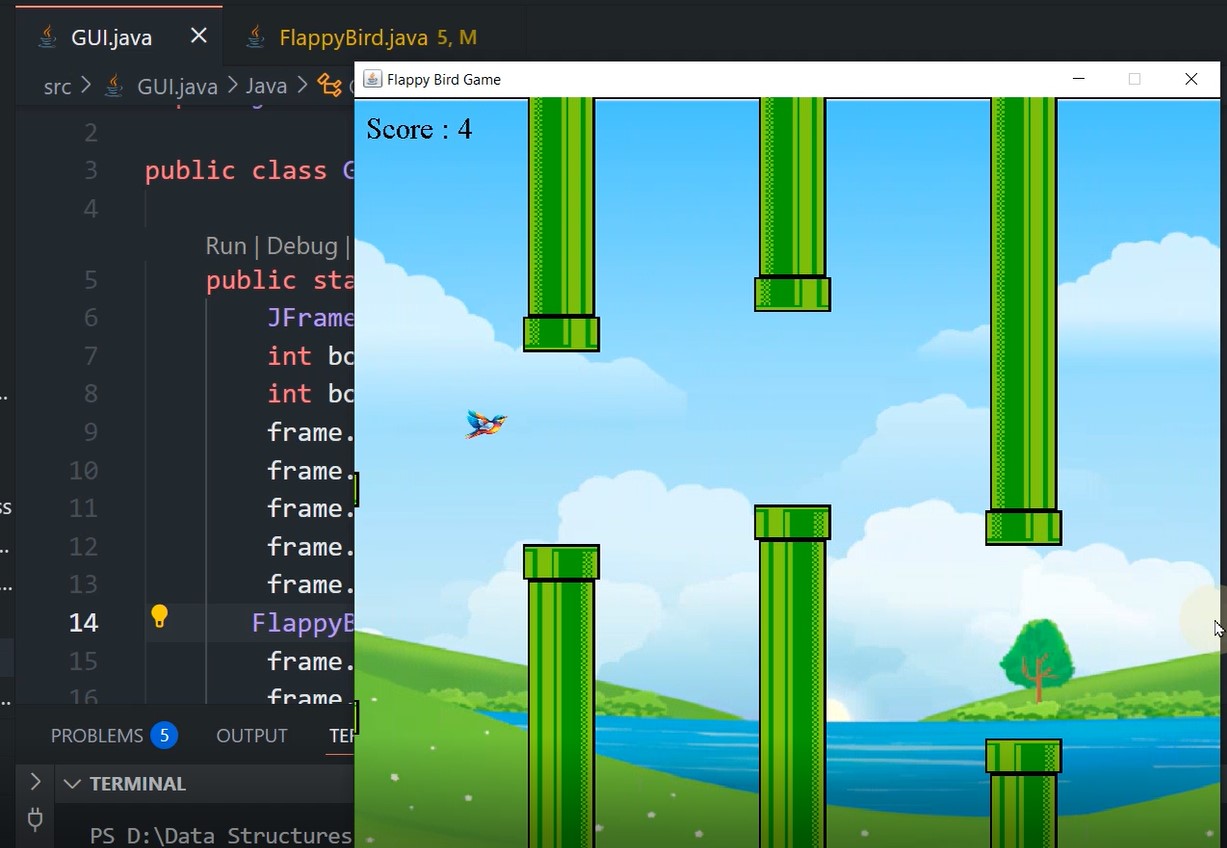 GUI.java
FlappyBird.java 5, M
src > GUI.java > Java >
Flappy Bird Game
Score : 4
2
3 public class G
4
Run | Debug |
5 public sta
6 JFrame
7 int bo
8 int bo
9 frame.
10 frame.
11 frame.
12 frame.
13 frame.
14 FlappyB
15 frame.
16 frame.
PROBLEMS 5 OUTPUT TER
TERMINAL
PS D:\Data Structures